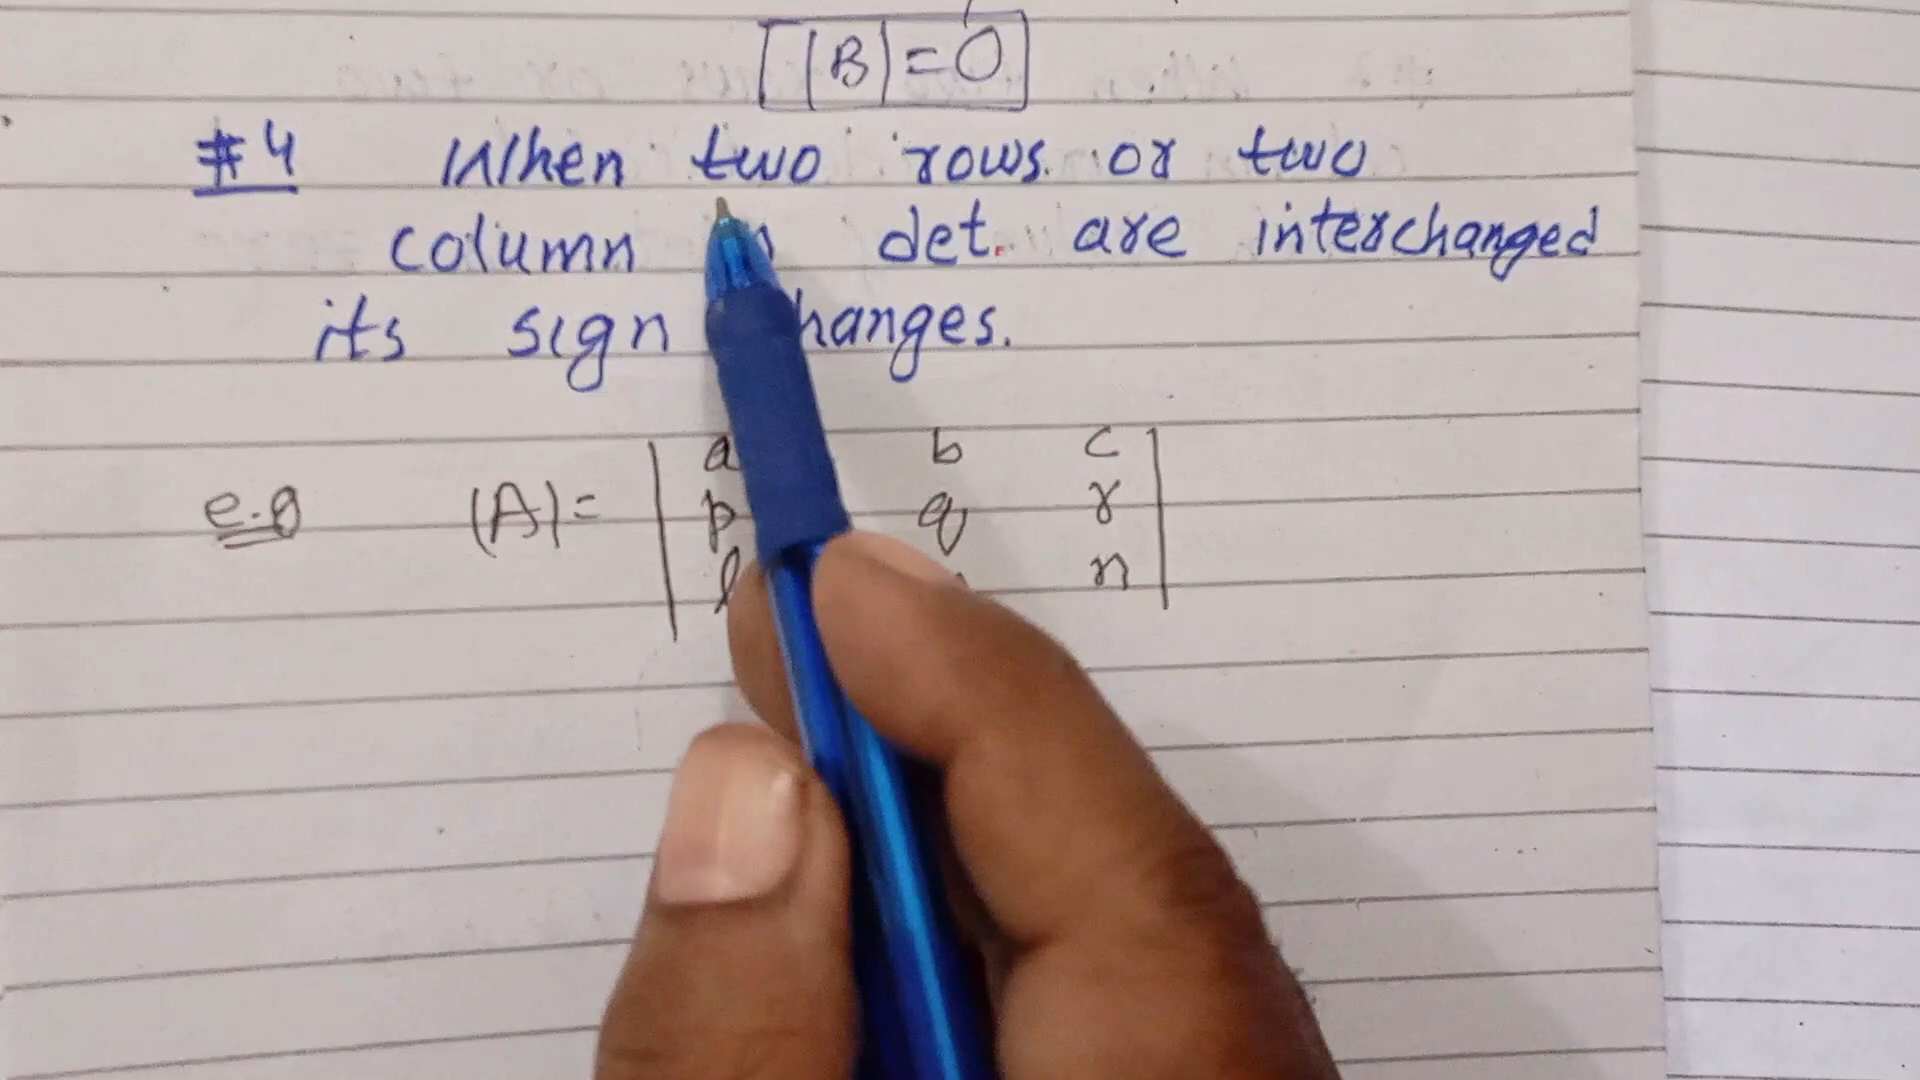 |B| = 0
#4 When two rows or two
column det. are interchanged
its sign hanges.
a b c
e.g |A| = p q r
l n